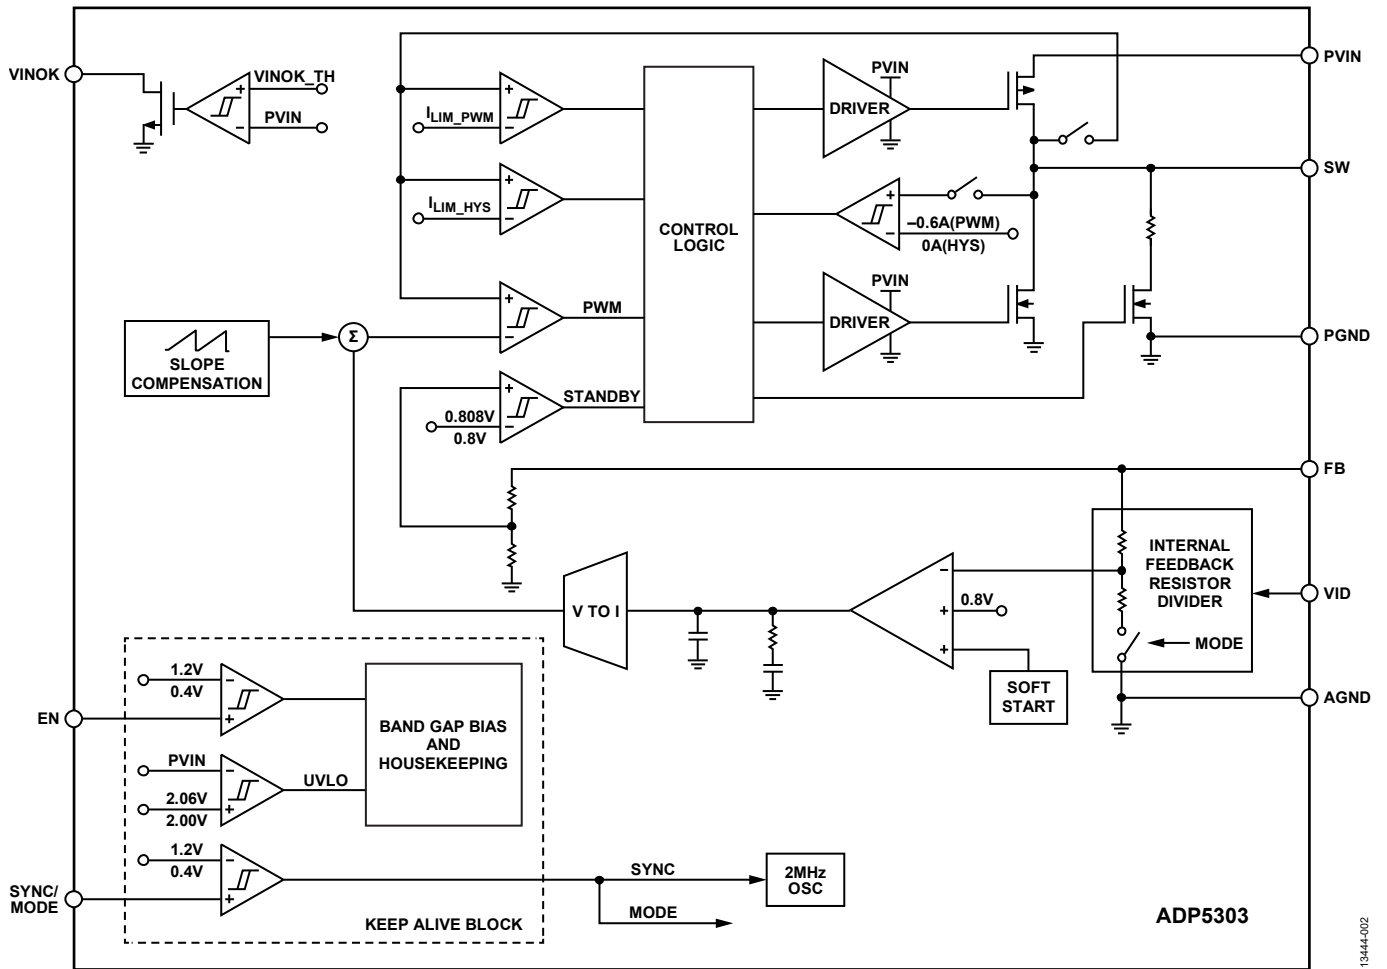 VINOK
VINOK_TH
+
−
PVIN
ILIM_PWM
+
−
ILIM_HYS
+
−
CONTROL
LOGIC
PVIN
DRIVER
PVIN
SW
+
−
−0.6A(PWM)
0A(HYS)
PVIN
DRIVER
PGND
SLOPE
COMPENSATION
Σ
+
−
PWM
+
−
STANDBY
0.808V
0.8V
FB
INTERNAL
FEEDBACK
RESISTOR
DIVIDER
MODE
VID
AGND
V TO I
−
+
+
0.8V
SOFT
START
EN
1.2V
0.4V
−
+
PVIN
2.06V
2.00V
−
+
UVLO
BAND GAP BIAS
AND
HOUSEKEEPING
SYNC/
MODE
1.2V
0.4V
−
+
KEEP ALIVE BLOCK
SYNC
MODE
2MHz
OSC
ADP5303
13444-002